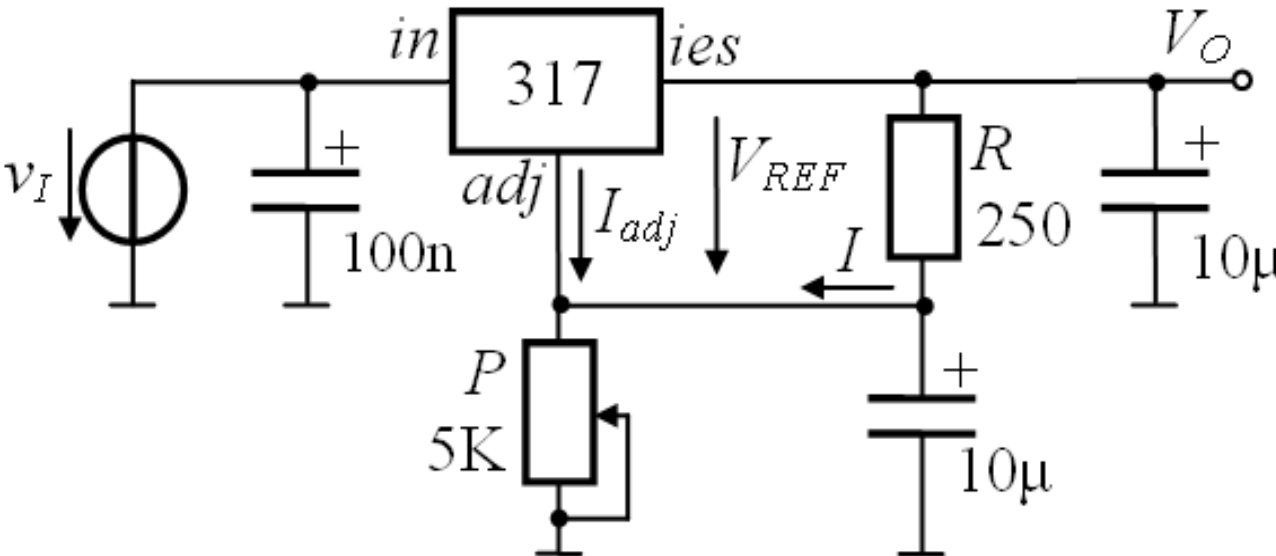 in
317
ies
V_O
v_I
+
100n
adj
I_adj
V_REF
R
250
+
10μ
I
P
5K
+
10μ